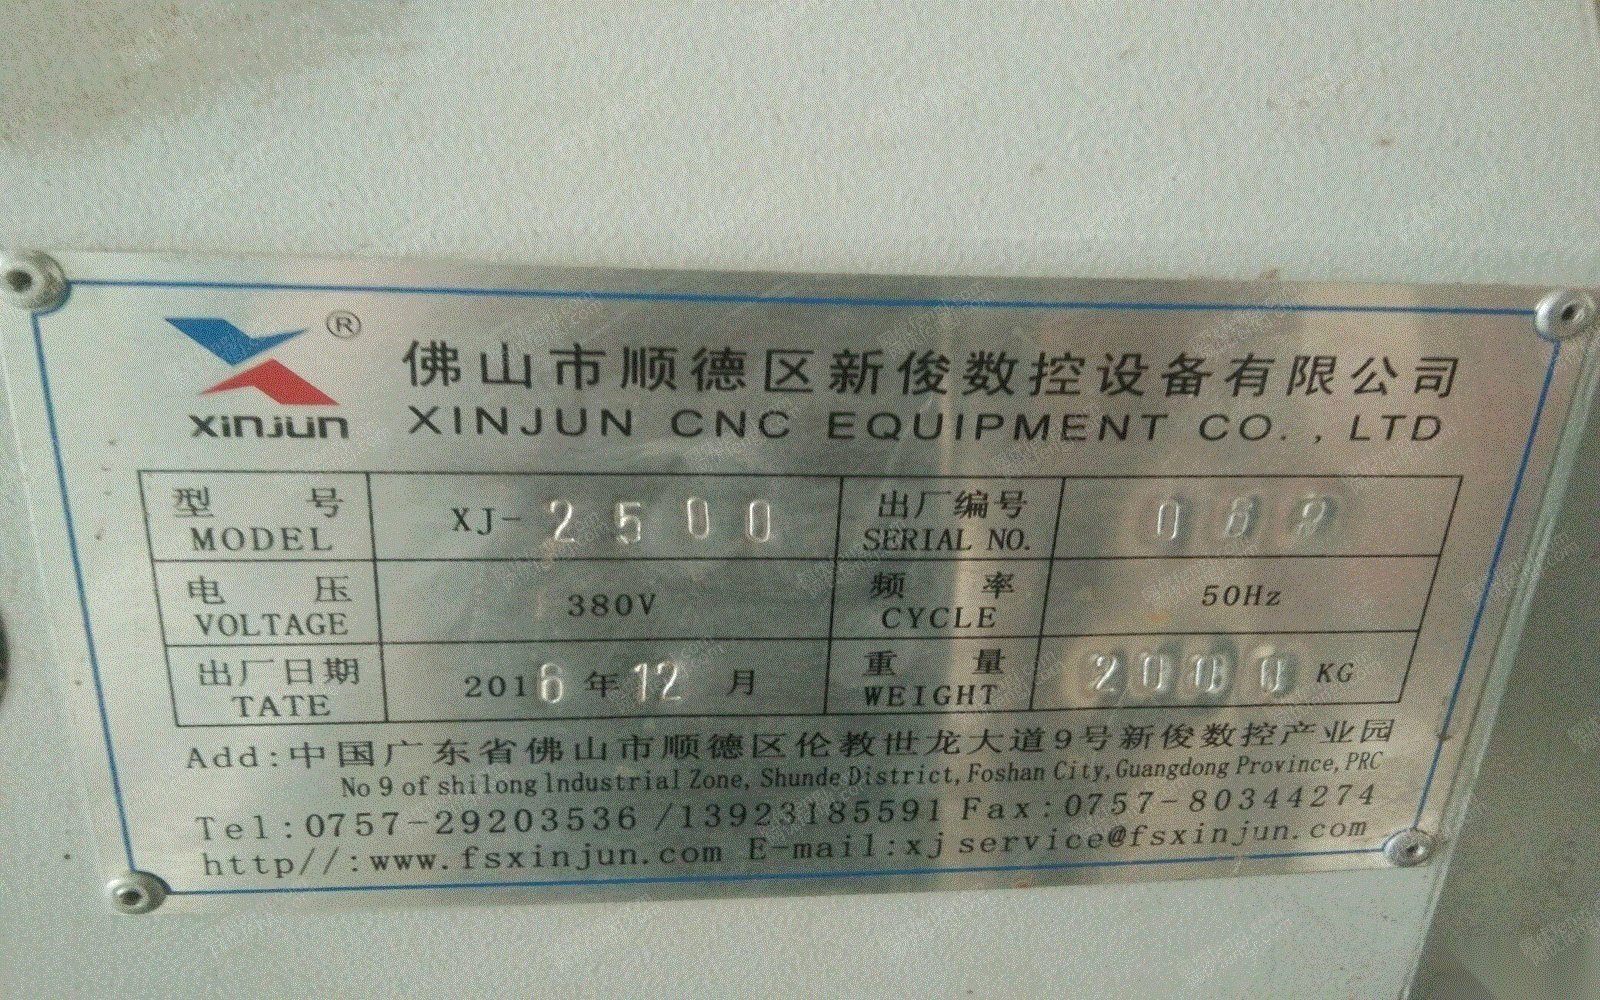 ®
xinjun
佛山市顺德区新俊数控设备有限公司
XINJUN CNC EQUIPMENT CO., LTD
型 号 XJ-2500 出厂编号
MODEL SERIAL NO.
电 压 380V 频 率 50Hz
VOLTAGE CYCLE
出厂日期 2016年12月 重 量 2000 KG
TATE WEIGHT
Add:中国广东省佛山市顺德区伦教世龙大道9号新俊数控产业园
No 9 of shilong lndustrial Zone, Shunde District, Foshan City, Guangdong Province, PRC
Tel:0757-29203536 /13923185591 Fax:0757-80344274
http//:www.fsxinjun.com E-mail:xjservice@fsxinjun.com